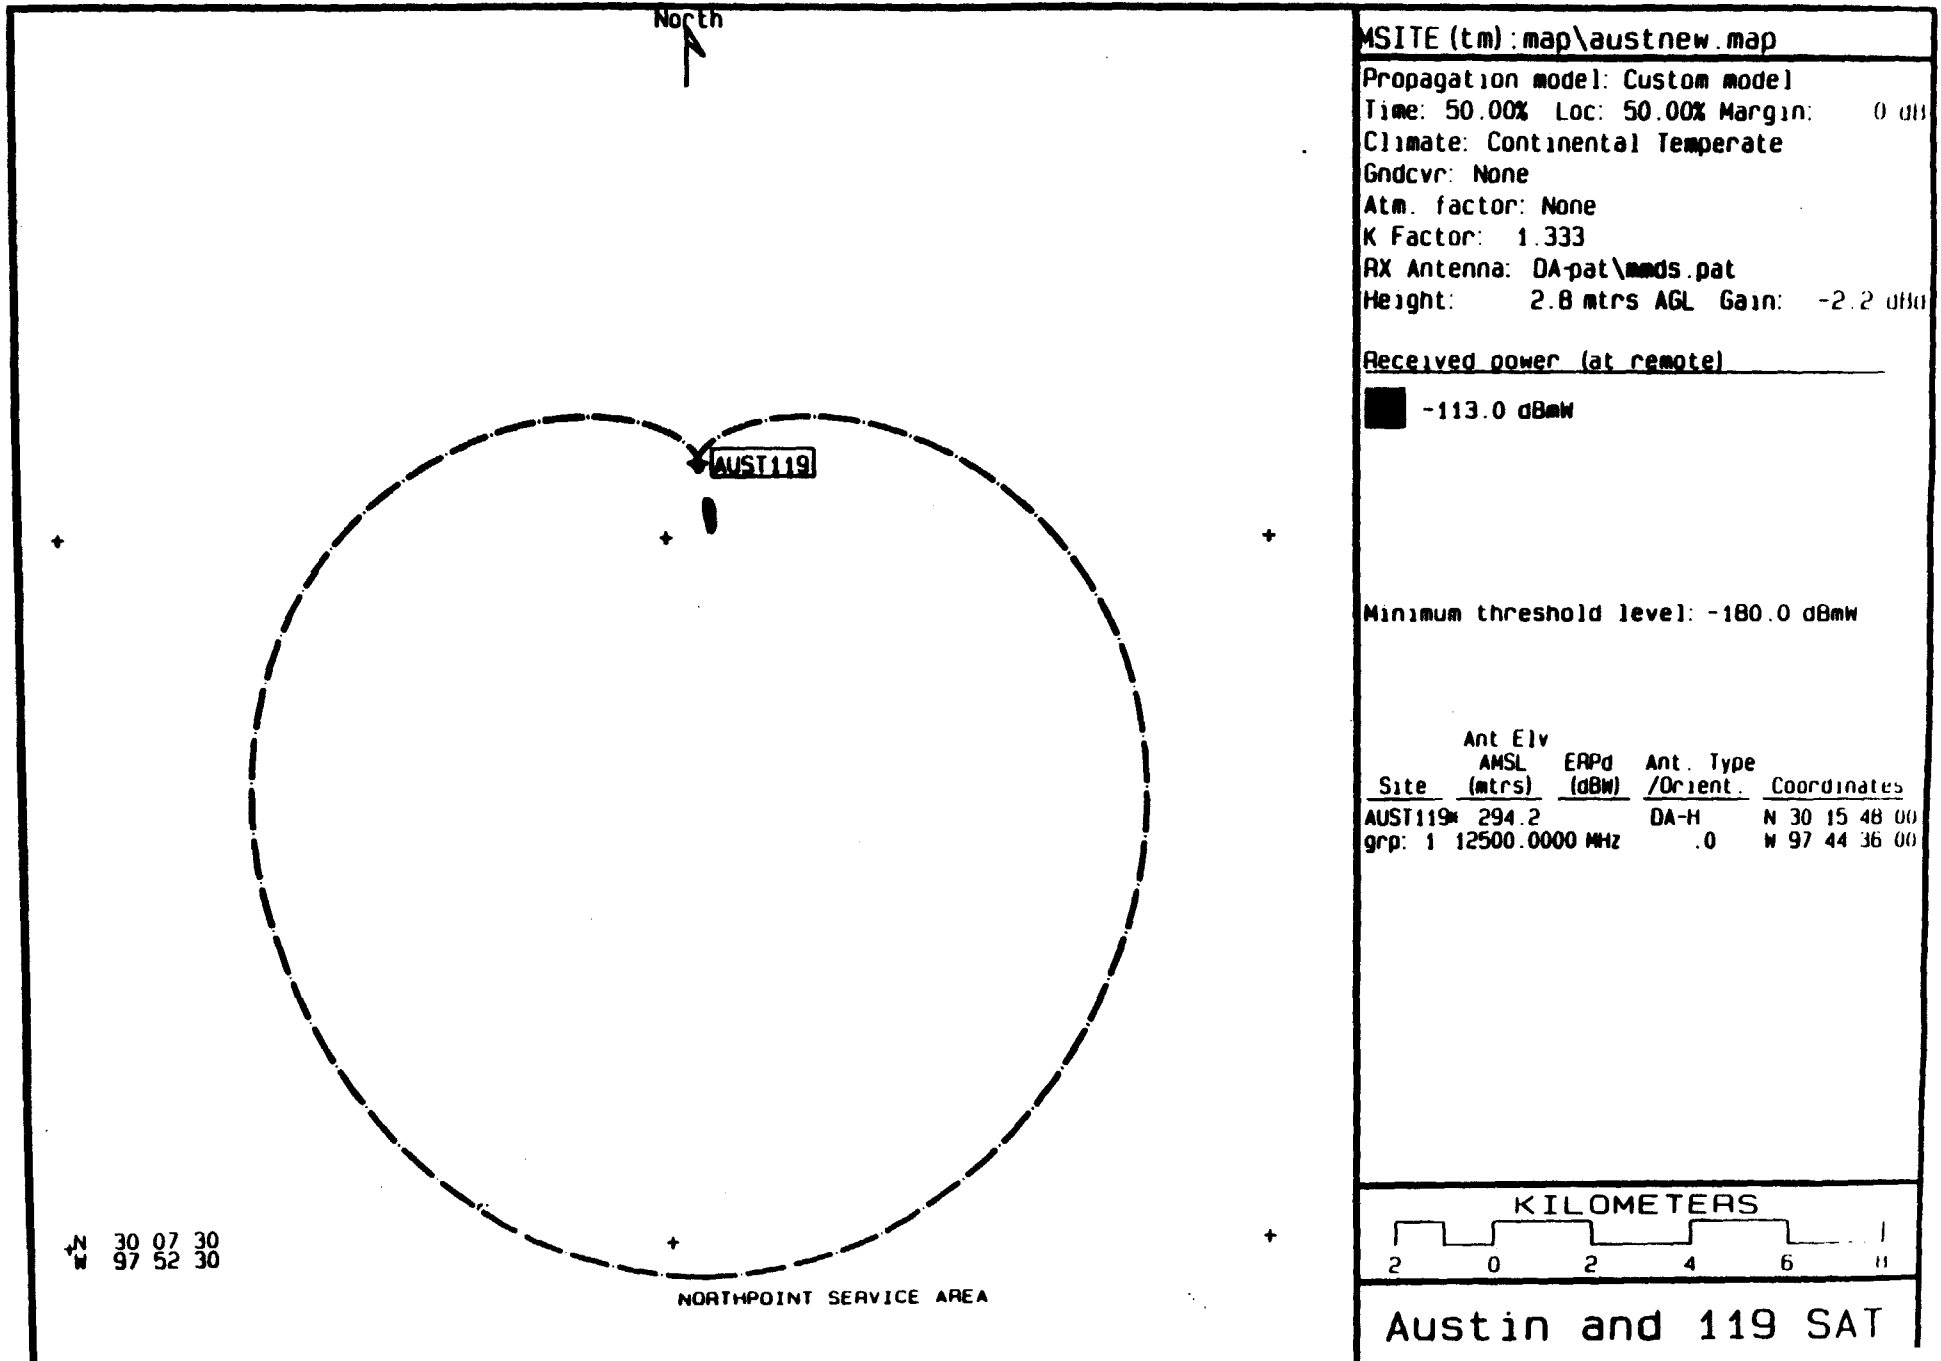 North
AUST119
N 30 07 30
W 97 52 30
NORTHPOINT SERVICE AREA
MSITE (tm) : map\austnew.map
Propagation model: Custom model
Time: 50.00% Loc: 50.00% Margin: 0 dB
Climate: Continental Temperate
Gndcvr: None
Atm. factor: None
K Factor: 1.333
RX Antenna: DA-pat\mmds.pat
Height: 2.8 mtrs AGL Gain: -2.2 dBd
Received power (at remote)
-113.0 dBmW
Minimum threshold level: -180.0 dBmW
Ant Elv
AMSL ERPd Ant. Type
Site (mtrs) (dBW) /Orient. Coordinates
AUST119* 294.2 DA-H N 30 15 48 00
grp: 1 12500.0000 MHz .0 W 97 44 36 00
KILOMETERS
2 0 2 4 6 8
Austin and 119 SAT